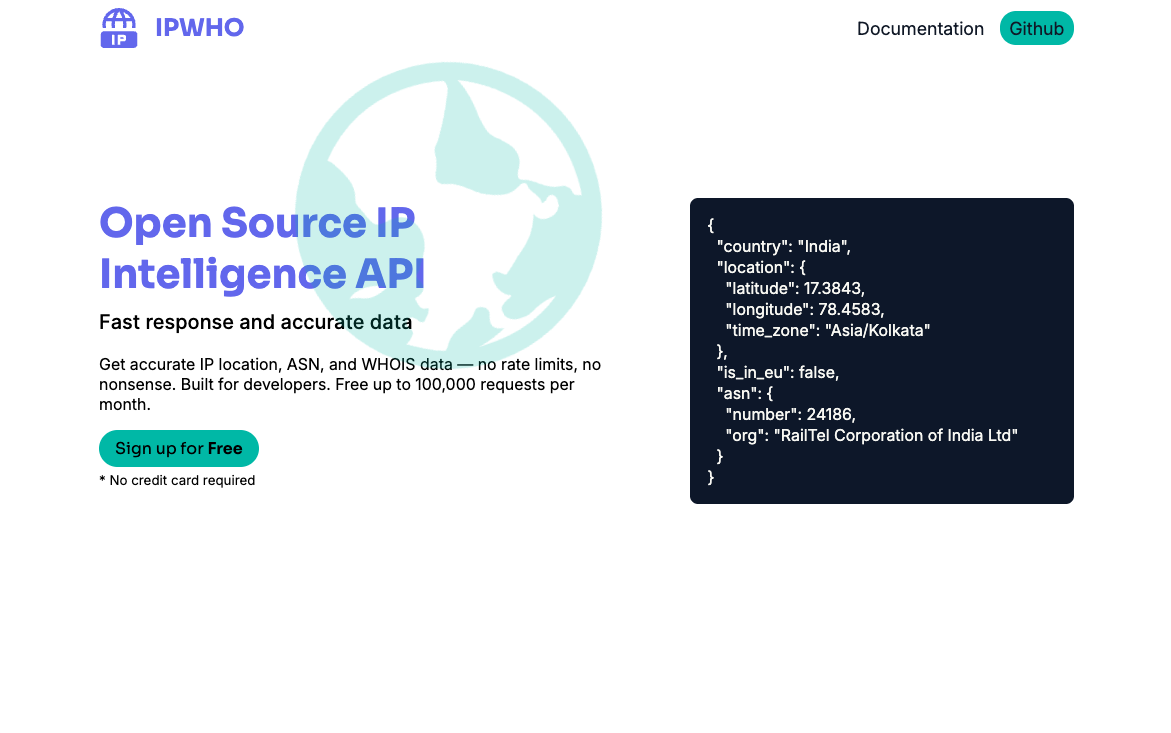 IP
IPWHO
Documentation
Github
Open Source IP
Intelligence API
Fast response and accurate data
Get accurate IP location, ASN, and WHOIS data — no rate limits, no
nonsense. Built for developers. Free up to 100,000 requests per
month.
Sign up for Free
* No credit card required
{
"country": "India",
"location": {
"latitude": 17.3843,
"longitude": 78.4583,
"time_zone": "Asia/Kolkata"
},
"is_in_eu": false,
"asn": {
"number": 24186,
"org": "RailTel Corporation of India Ltd"
}
}